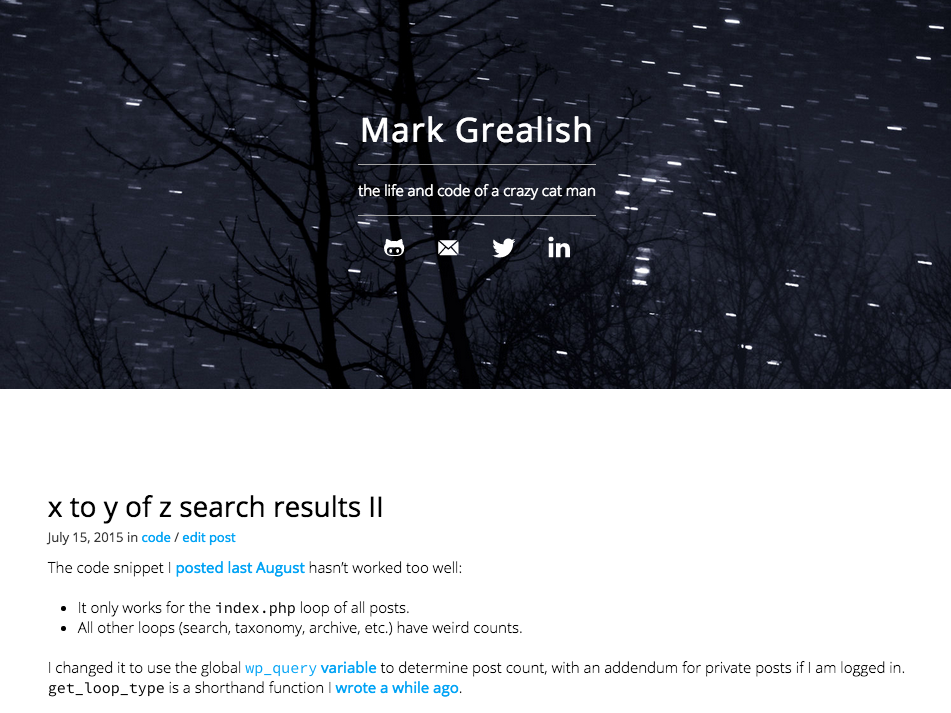 Mark Grealish
the life and code of a crazy cat man
in
x to y of z search results II
July 15, 2015 in code / edit post
The code snippet I posted last August hasn’t worked too well:
It only works for the index.php loop of all posts.
All other loops (search, taxonomy, archive, etc.) have weird counts.
I changed it to use the global wp_query variable to determine post count, with an addendum for private posts if I am logged in.
get_loop_type is a shorthand function I wrote a while ago.